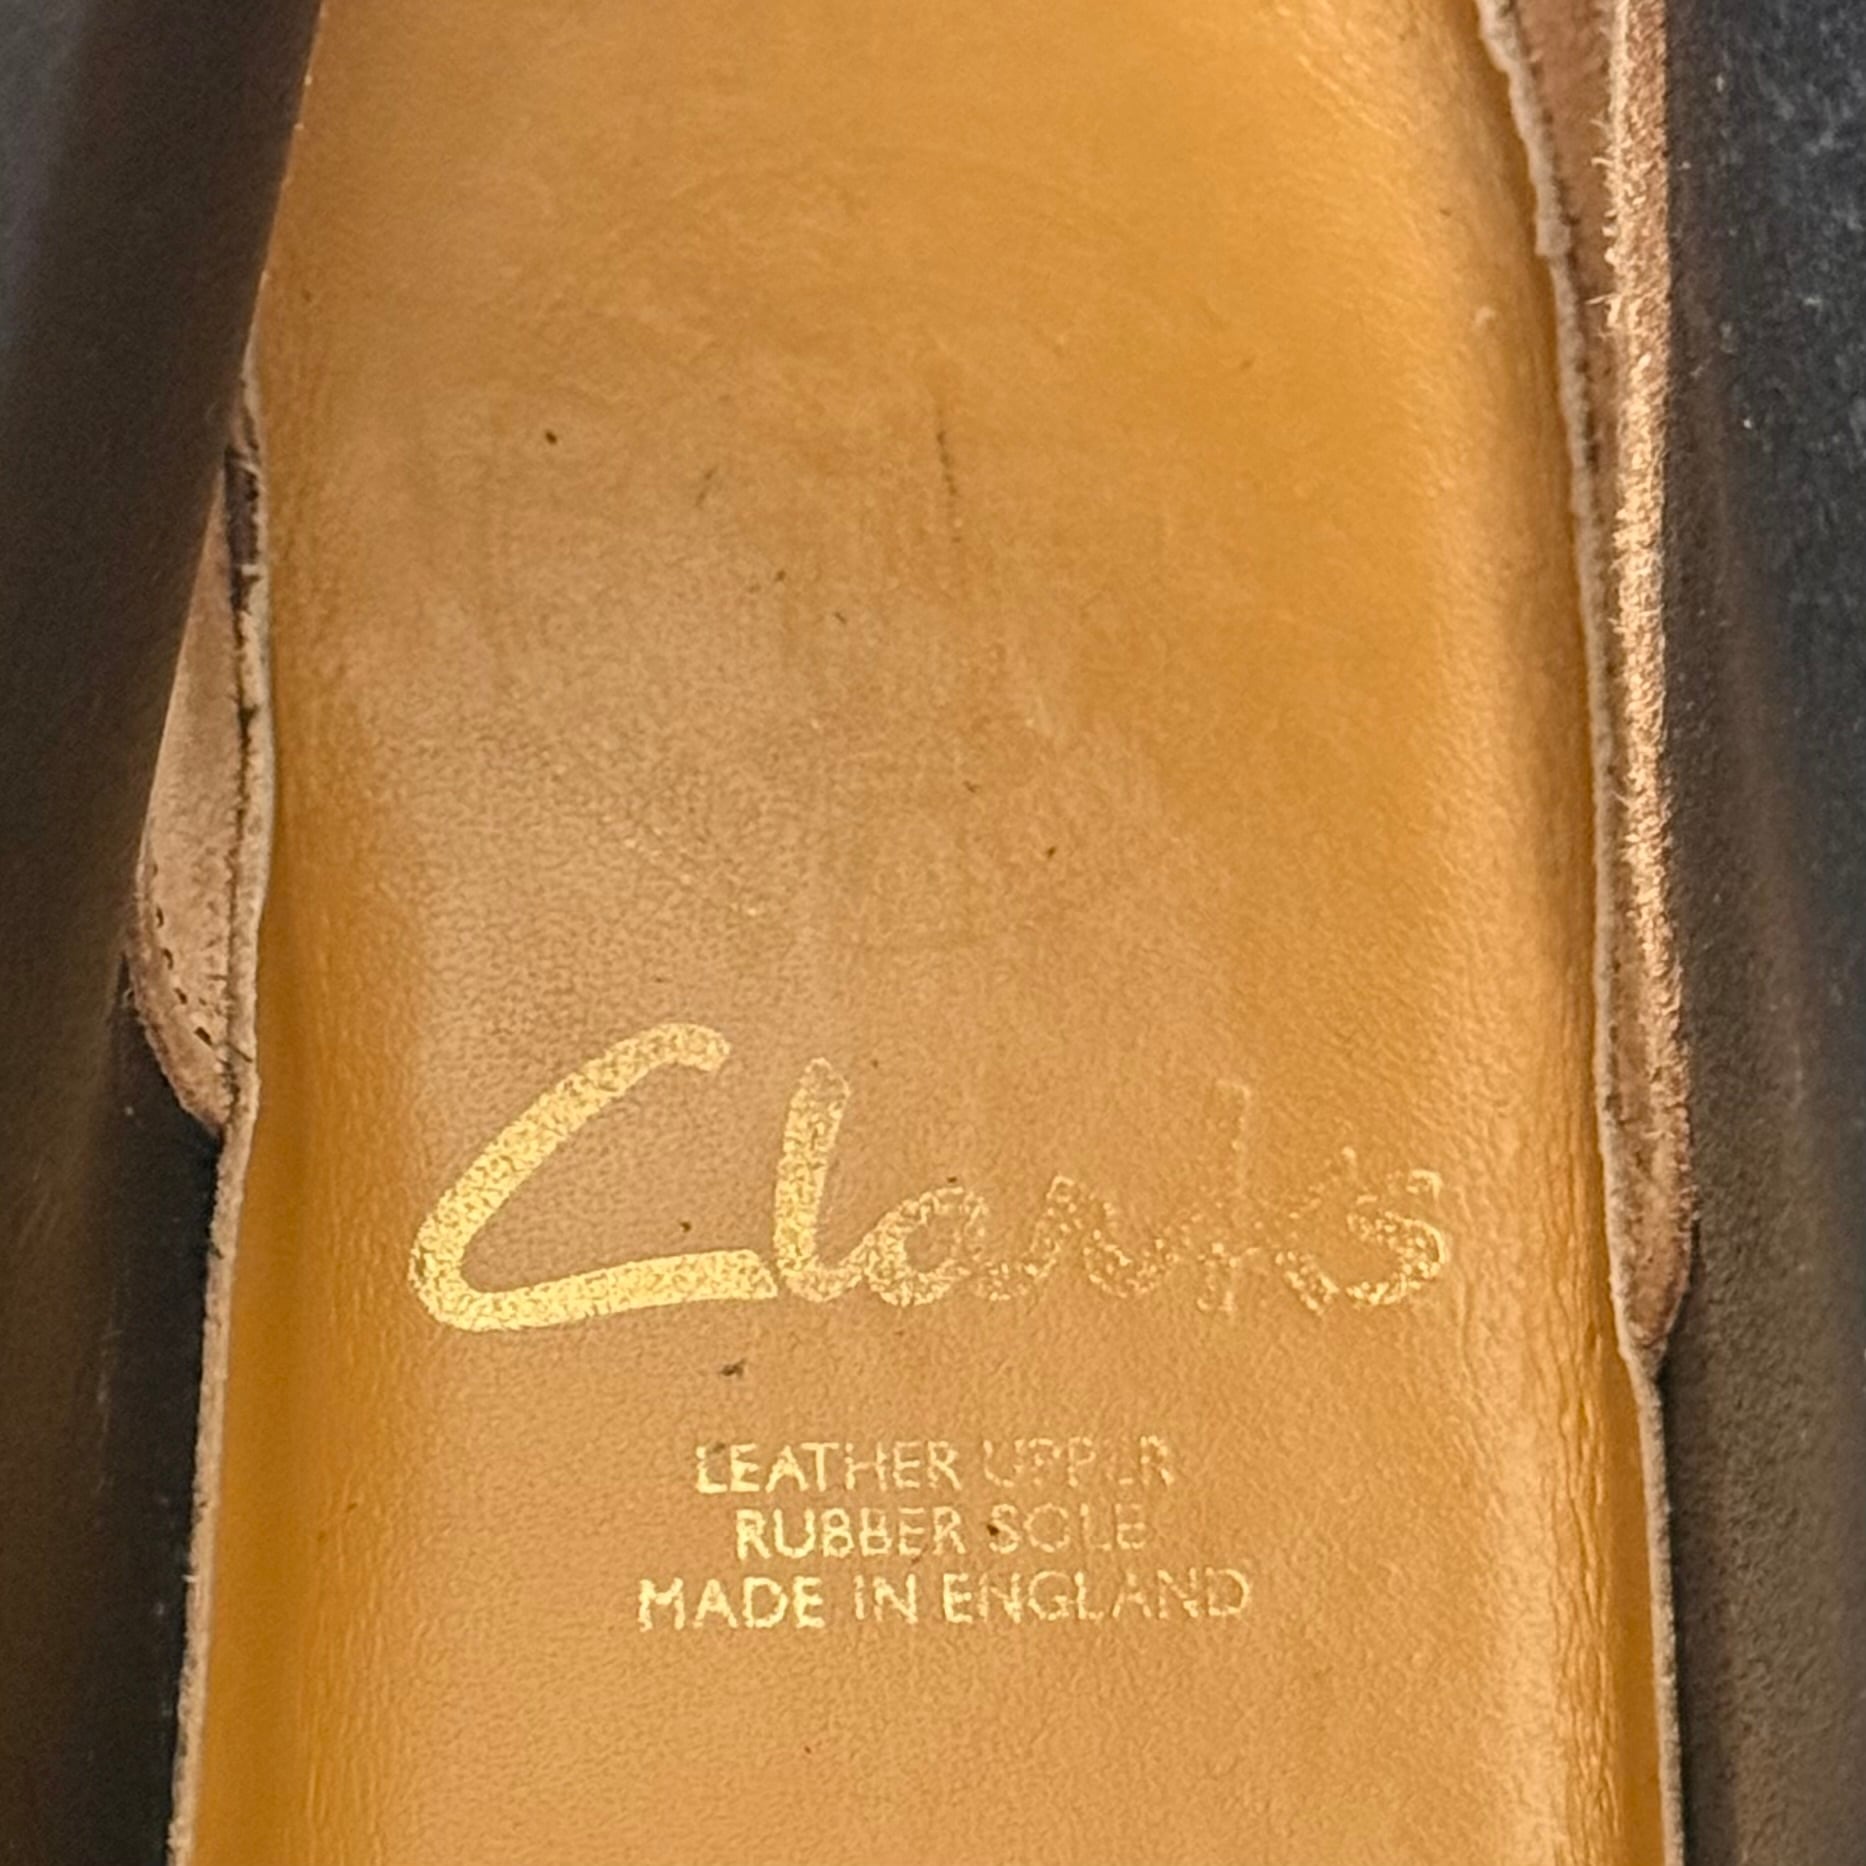 Clarks
LEATHER UPPER
RUBBER SOLE
MADE IN ENGLAND